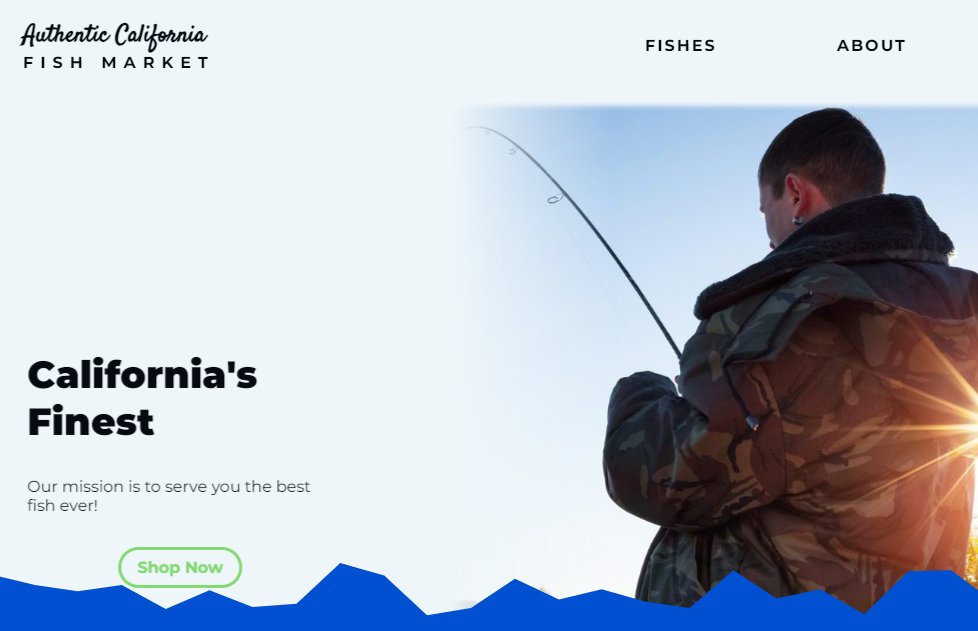 Authentic California
FISH MARKET
FISHES
ABOUT
California's
Finest
Our mission is to serve you the best
fish ever!
Shop Now